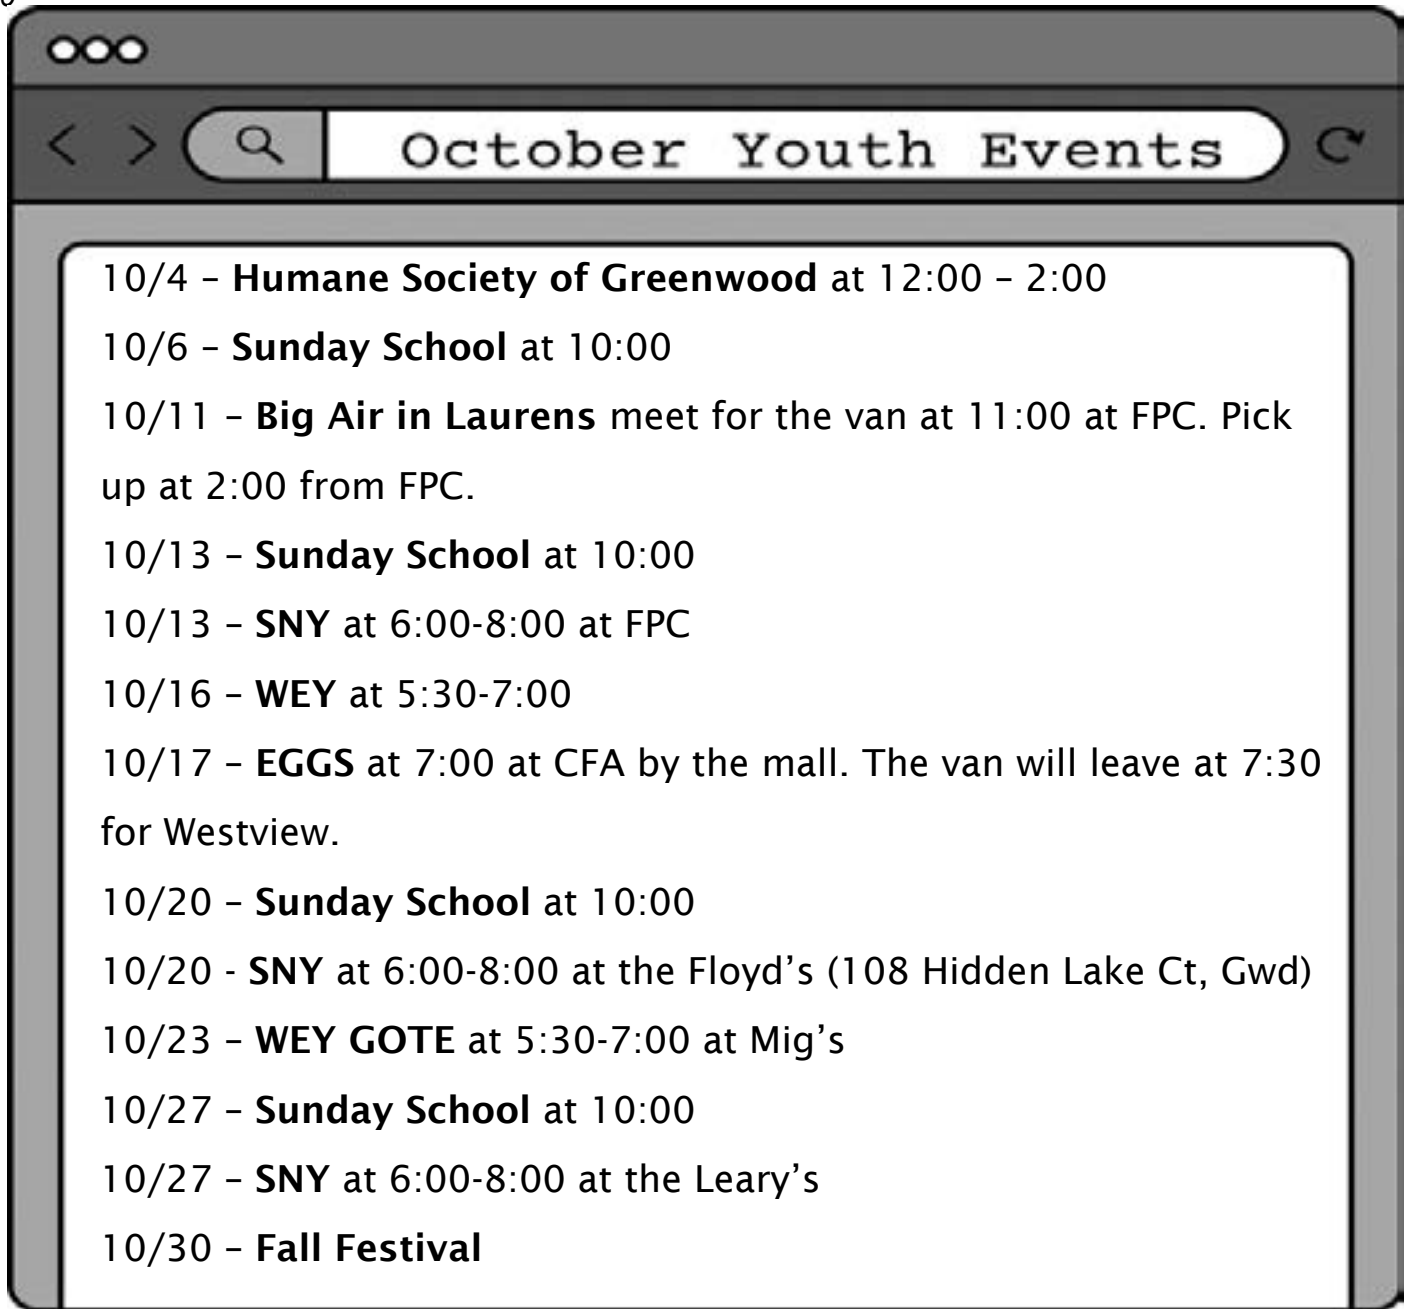 October Youth Events
10/4 – Humane Society of Greenwood at 12:00 – 2:00
10/6 – Sunday School at 10:00
10/11 – Big Air in Laurens meet for the van at 11:00 at FPC. Pick
up at 2:00 from FPC.
10/13 – Sunday School at 10:00
10/13 – SNY at 6:00-8:00 at FPC
10/16 – WEY at 5:30-7:00
10/17 – EGGS at 7:00 at CFA by the mall. The van will leave at 7:30
for Westview.
10/20 – Sunday School at 10:00
10/20 - SNY at 6:00-8:00 at the Floyd’s (108 Hidden Lake Ct, Gwd)
10/23 – WEY GOTE at 5:30-7:00 at Mig’s
10/27 – Sunday School at 10:00
10/27 – SNY at 6:00-8:00 at the Leary’s
10/30 – Fall Festival